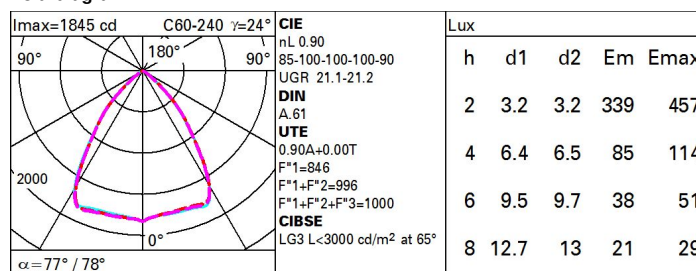 Imax=1845 cd C60-240 γ=24°
90° 180° 90°
2000
0°
α=77° / 78°
CIE
nL 0.90
85-100-100-100-90
UGR 21.1-21.2
DIN
A.61
UTE
0.90A+0.00T
F"1=846
F"1+F"2=996
F"1+F"2+F"3=1000
CIBSE
LG3 L<3000 cd/m² at 65°
Lux
h d1 d2 Em Emax
2 3.2 3.2 339 457
4 6.4 6.5 85 114
6 9.5 9.7 38 51
8 12.7 13 21 29